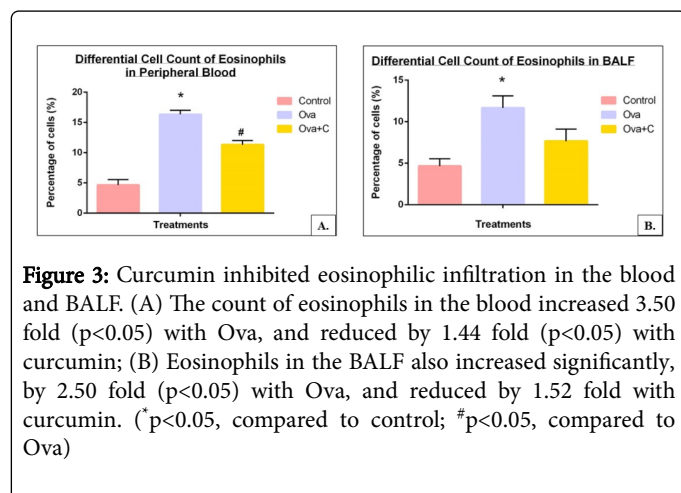 Differential Cell Count of Eosinophils
in Peripheral Blood
20
15
10
5
0
Percentage of cells (%)
*
#
Control
Ova
Ova+C
Treatments
A.
Differential Cell Count of Eosinophils in BALF
15
10
5
0
Percentage of cells (%)
*
Control
Ova
Ova+C
Treatments
B.
Figure 3: Curcumin inhibited eosinophilic infiltration in the blood
and BALF. (A) The count of eosinophils in the blood increased 3.50
fold (p<0.05) with Ova, and reduced by 1.44 fold (p<0.05) with
curcumin; (B) Eosinophils in the BALF also increased significantly,
by 2.50 fold (p<0.05) with Ova, and reduced by 1.52 fold with
curcumin. (*p<0.05, compared to control; #p<0.05, compared to
Ova)